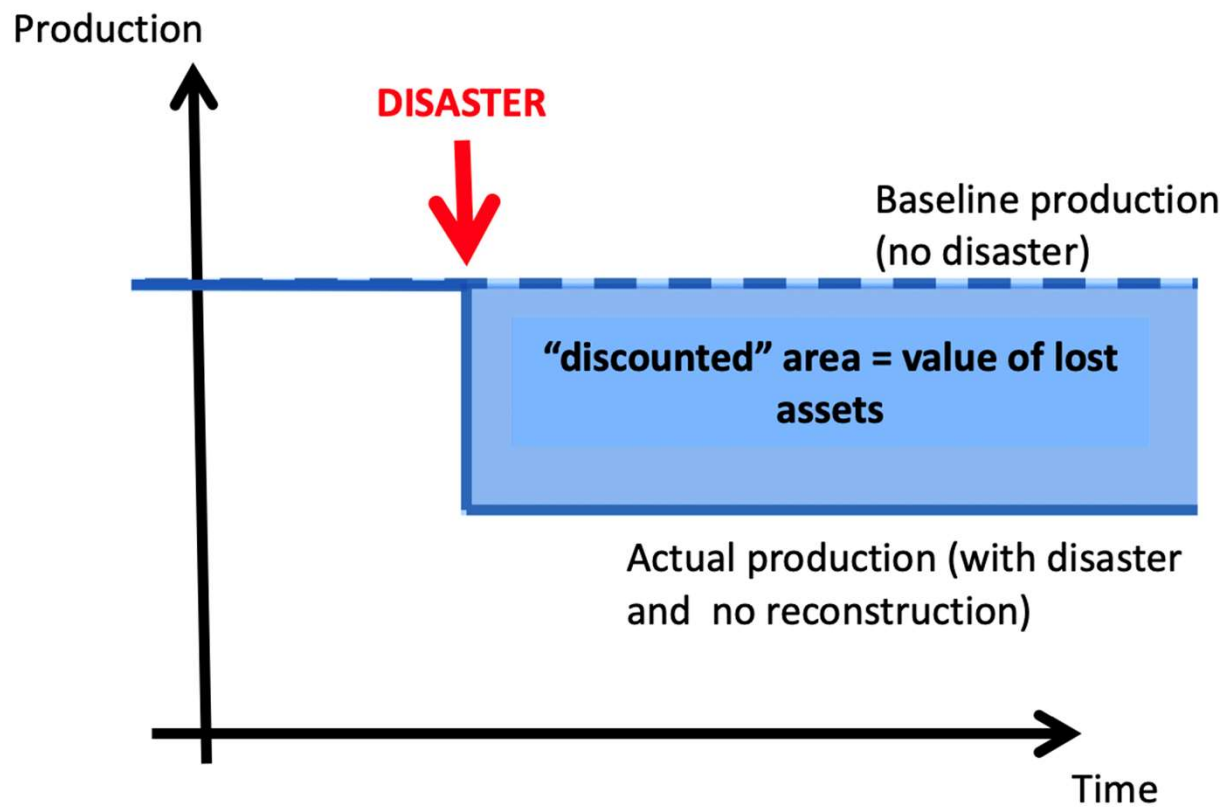 Production
DISASTER
Baseline production
(no disaster)
“discounted” area = value of lost
assets
Actual production (with disaster
and  no reconstruction)
Time